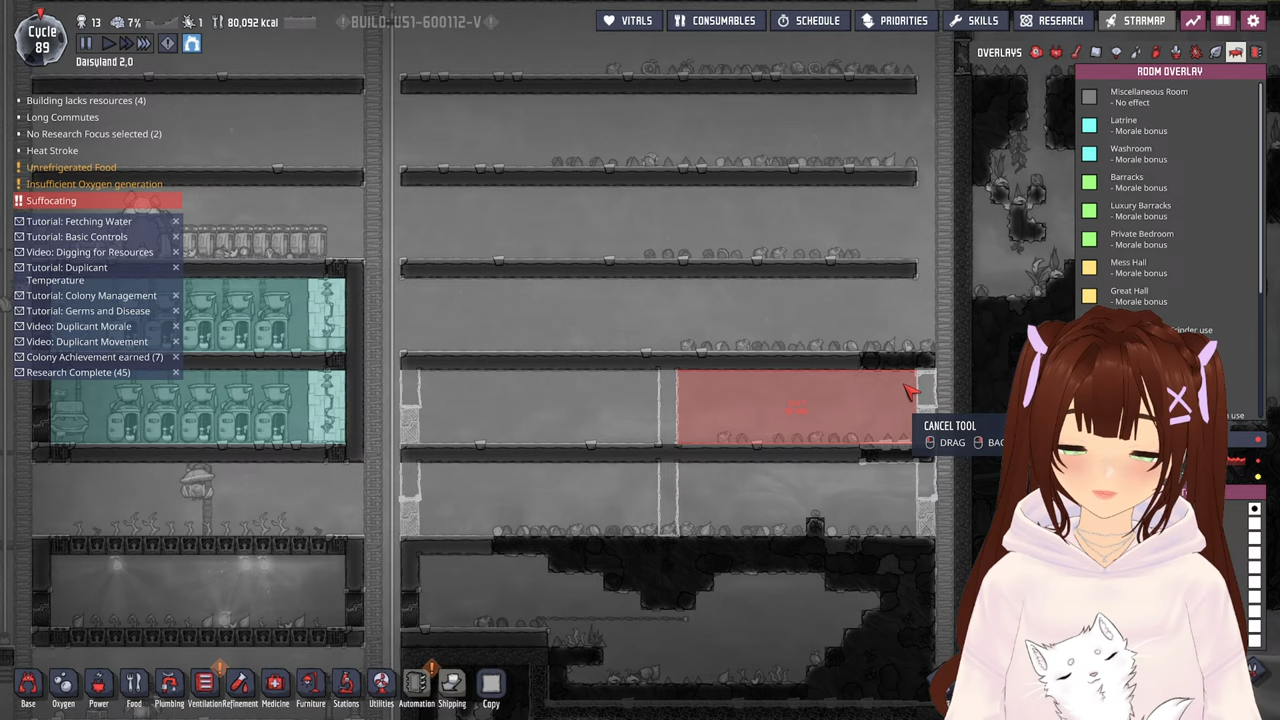 Cycle
89
13
7%
1
80,092 kcal
BUILD: U51-600112-V
VITALS
CONSUMABLES
SCHEDULE
PRIORITIES
SKILLS
RESEARCH
STARMAP
Daisyland 2,0
OVERLAYS
ROOM OVERLAY
Miscellaneous Room
- No effect
Latrine
- Morale bonus
Washroom
- Morale bonus
Barracks
- Morale bonus
Luxury Barracks
- Morale bonus
Private Bedroom
- Morale bonus
Mess Hall
- Morale bonus
Great Hall
- Morale bonus
Building lacks resources (4)
Long Commutes
No Research Focus selected (2)
Heat Stroke
Unrefrigerated Food
Insufficient Oxygen generation
Suffocating
Tutorial: Fetching Water
Tutorial: Basic Controls
Video: Digging for Resour
Tutorial: Duplicant
Temperature
Tutorial: Colony Management
Tutorial: Germs and Disease
Video: Duplicant Morale
Video: Duplicant Movement
Colony Achievement earned (7)
Research Complete (45)
CANCEL TOOL
DRAG
BAC
Base
Oxygen
Power
Food
Plumbing
Ventilation
Refinement
Medicine
Furniture
Stations
Utilities
Automation
Shipping
Copy